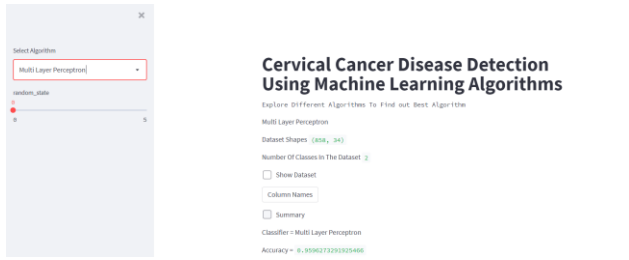 Select Algorithm
Multi Layer Perceptron
random_state
0
0 5
Cervical Cancer Disease Detection
Using Machine Learning Algorithms
Explore Different Algorithms To Find out Best Algorithm
Multi Layer Perceptron
Dataset Shapes (858, 34)
Number Of Classes In The Dataset 2
Show Dataset
Column Names
Summary
Classifier = Multi Layer Perceptron
Accuracy =